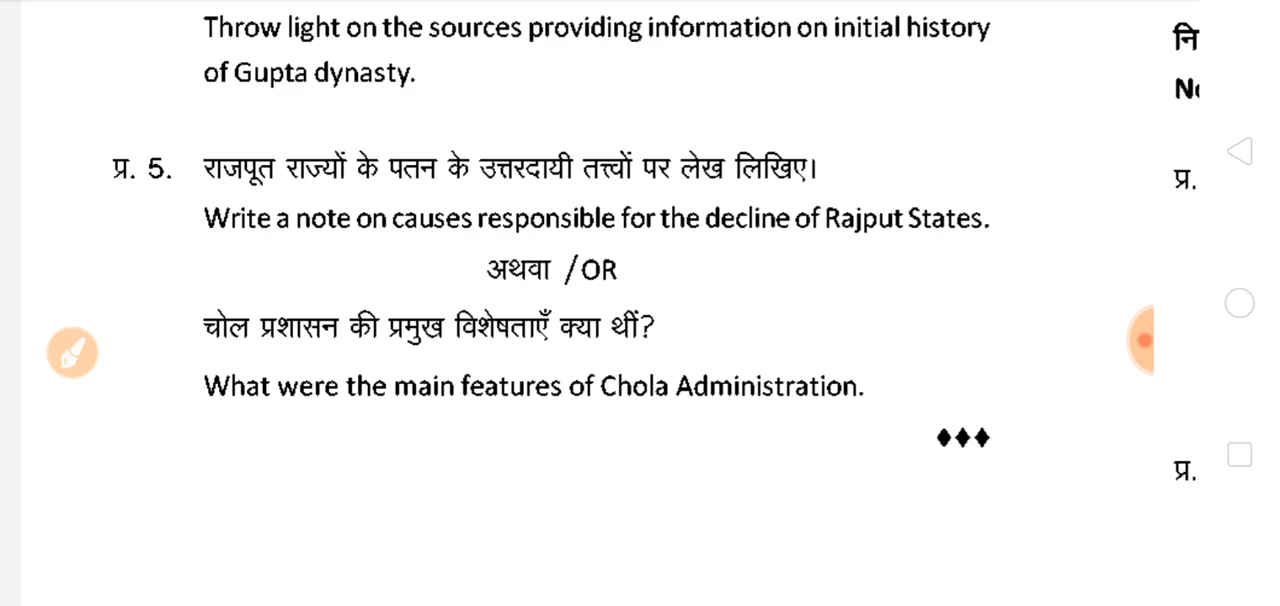 Throw light on the sources providing information on initial history
of Gupta dynasty.
प्र. 5. राजपूत राज्यों के पतन के उत्तरदायी तत्त्वों पर लेख लिखिए।
Write a note on causes responsible for the decline of Rajput States.
अथवा /OR
चोल प्रशासन की प्रमुख विशेषताएँ क्या थीं?
What were the main features of Chola Administration.
नि
प्र.
प्र.